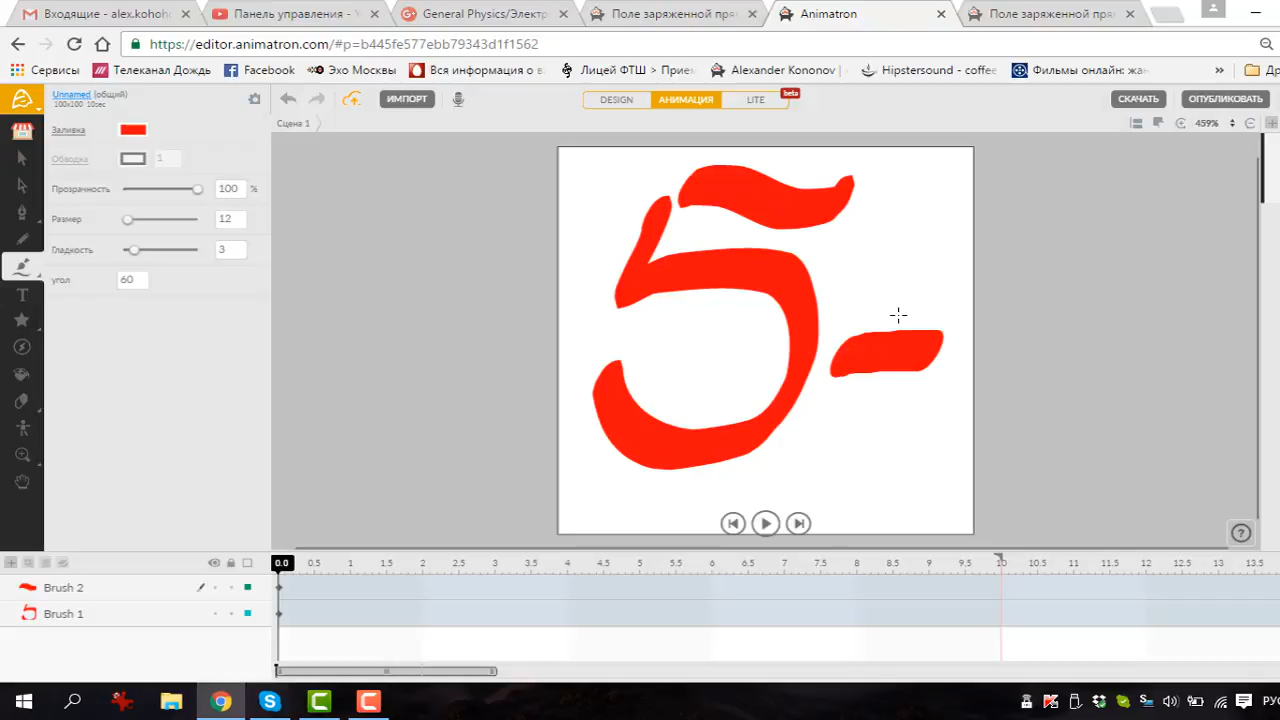 Входящие - alex.kohoho
Панель управления - Y
General Physics/Электр
Поле заряженной пря
Animatron
Поле заряженной пря
https://editor.animatron.com/#p=b445fe577ebb79343d1f1562
Сервисы
Телеканал Дождь
Facebook
Эхо Москвы
Вся информация о в
Лицей ФТШ > Прием
Alexander Kononov
Hipstersound - coffee
Фильмы онлайн: жан
»
Др
Unnamed (общий)
100x100 10сек
ИМПОРТ
DESIGN
АНИМАЦИЯ
LITE
beta
СКАЧАТЬ
ОПУБЛИКОВАТЬ
Сцена 1
459%
Заливка
Обводка
1
Прозрачность
100 %
Размер
12
Гладкость
3
угол
60
T
5-
?
0.0 0.5 1 1.5 2 2.5 3 3.5 4 4.5 5 5.5 6 6.5 7 7.5 8 8.5 9 9.5 10 10.5 11 11.5 12 12.5 13 13.5
Brush 2
Brush 1
РУС